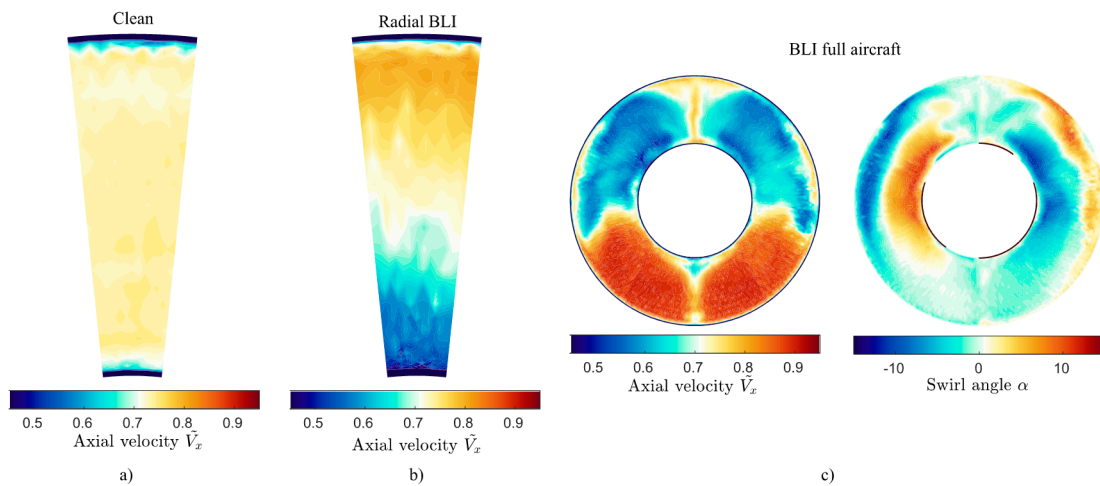 Clean
Radial BLI
BLI full aircraft
0.5 0.6 0.7 0.8 0.9
Axial velocity Ṽₓ
0.5 0.6 0.7 0.8 0.9
Axial velocity Ṽₓ
0.5 0.6 0.7 0.8 0.9
Axial velocity Ṽₓ
-10 0 10
Swirl angle α
a)
b)
c)